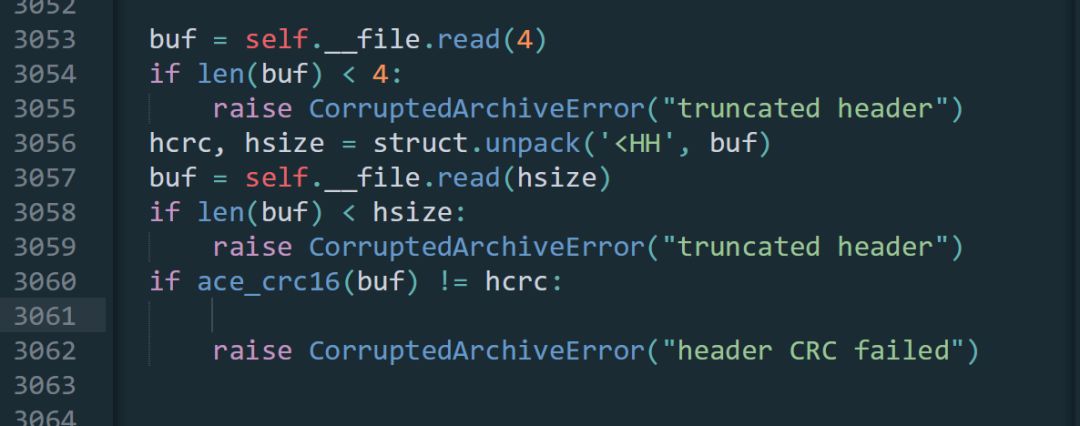 3052
3053 buf = self.__file.read(4)
3054 if len(buf) < 4:
3055 raise CorruptedArchiveError("truncated header")
3056 hcrc, hsize = struct.unpack('<HH', buf)
3057 buf = self.__file.read(hsize)
3058 if len(buf) < hsize:
3059 raise CorruptedArchiveError("truncated header")
3060 if ace_crc16(buf) != hcrc:
3061
3062 raise CorruptedArchiveError("header CRC failed")
3063
3064